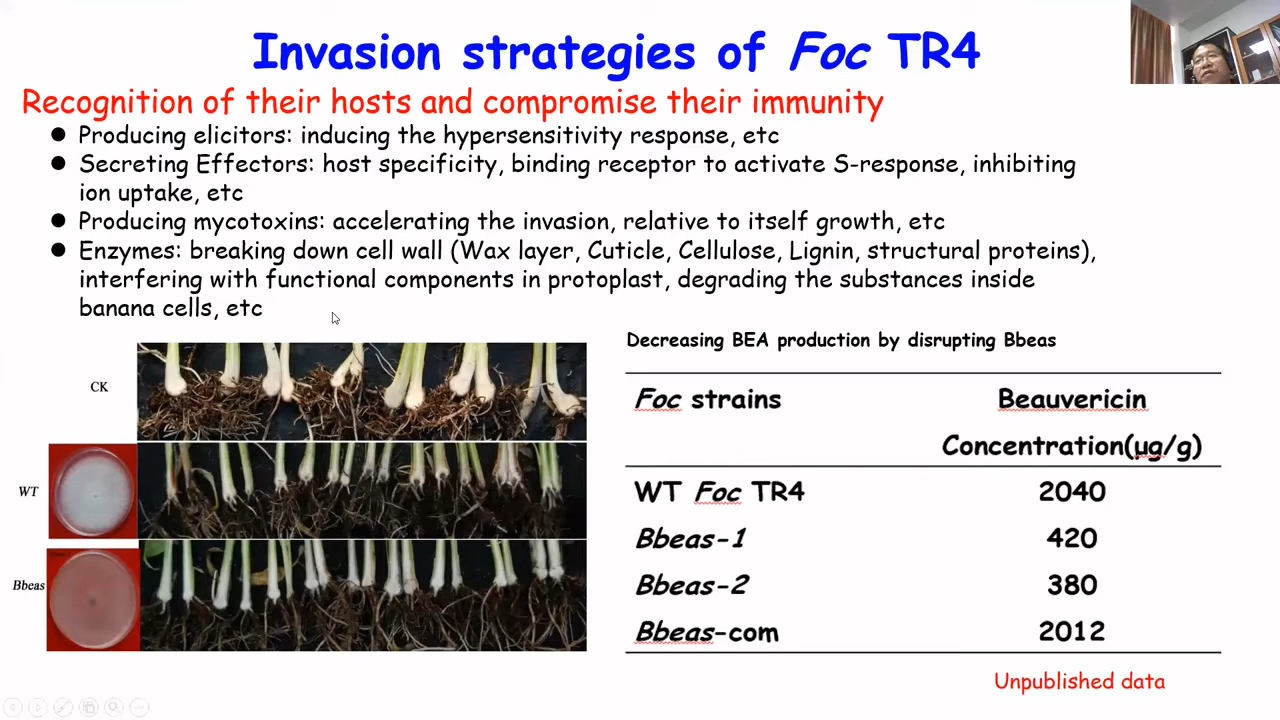 Invasion strategies of Foc TR4
Recognition of their hosts and compromise their immunity
● Producing elicitors: inducing the hypersensitivity response, etc
● Secreting Effectors: host specificity, binding receptor to activate S-response, inhibiting
ion uptake, etc
● Producing mycotoxins: accelerating the invasion, relative to itself growth, etc
● Enzymes: breaking down cell wall (Wax layer, Cuticle, Cellulose, Lignin, structural proteins),
interfering with functional components in protoplast, degrading the substances inside
banana cells, etc
CK
WT
Bbeas
Decreasing BEA production by disrupting Bbeas
Foc strains Beauvericin
Concentration(μg/g)
WT Foc TR4 2040
Bbeas-1 420
Bbeas-2 380
Bbeas-com 2012
Unpublished data